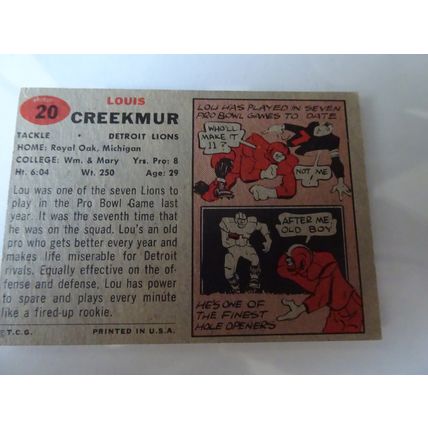 20
LOUIS
CREEKMUR
TACKLE • DETROIT LIONS
HOME: Royal Oak, Michigan
COLLEGE: Wm. & Mary Yrs. Pro: 8
Ht. 6:04 Wt. 250 Age: 29
Lou was one of the seven Lions to
play in the Pro Bowl Game last
year. It was the seventh time that he
was on the squad. Lou's an old
pro who gets better every year and
makes life miserable for Detroit
rivals. Equally effective on the of-
fense and defense, Lou has power
to spare and plays every minute
like a fired-up rookie.
T.C.G. PRINTED IN U.S.A.
LOU HAS PLAYED IN SEVEN
PRO BOWL GAMES TO DATE.
WHO'LL
MAKE IT
11?
NOT
ME
AFTER ME,
OLD BOY
HE'S ONE OF
THE FINEST
HOLE OPENERS